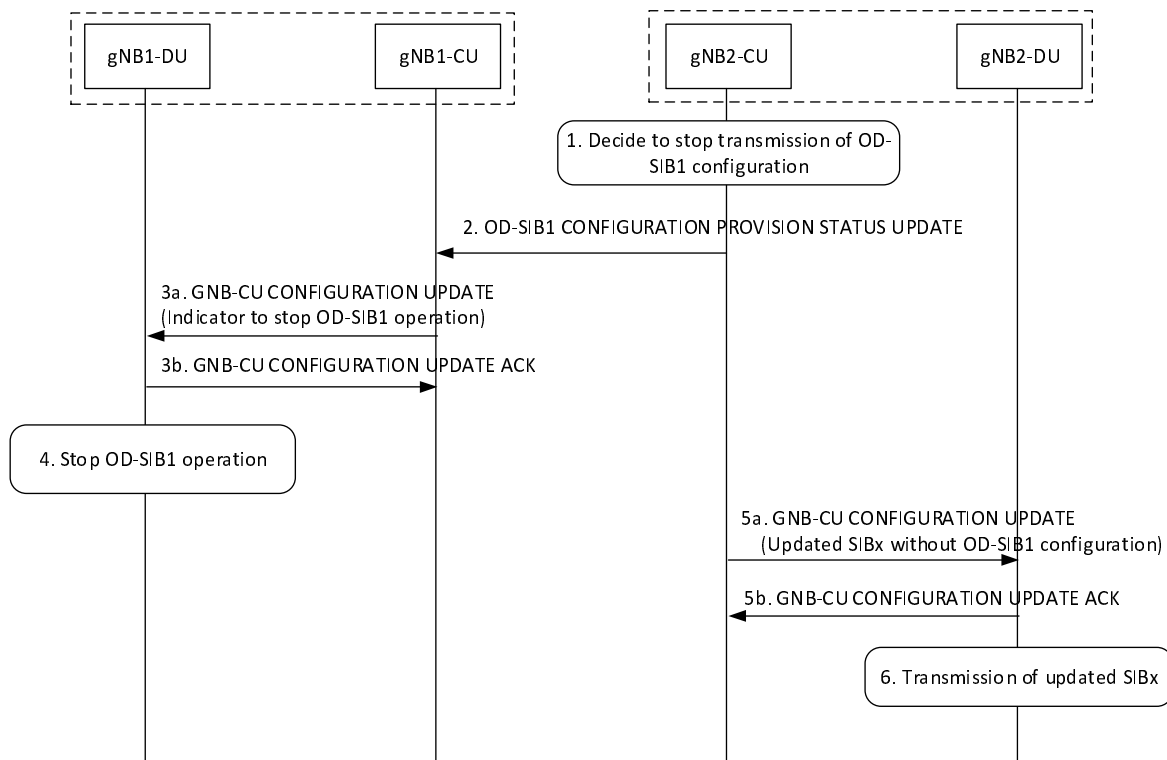 gNB1-DU
gNB1-CU
gNB2-CU
gNB2-DU
1. Decide to stop transmission of OD-
SIB1 configuration
2. OD-SIB1 CONFIGURATION PROVISION STATUS UPDATE
3a. GNB-CU CONFIGURATION UPDATE
(Indicator to stop OD-SIB1 operation)
3b. GNB-CU CONFIGURATION UPDATE ACK
4. Stop OD-SIB1 operation
5a. GNB-CU CONFIGURATION UPDATE
(Updated SIBx without OD-SIB1 configuration)
5b. GNB-CU CONFIGURATION UPDATE ACK
6. Transmission of updated SIBx